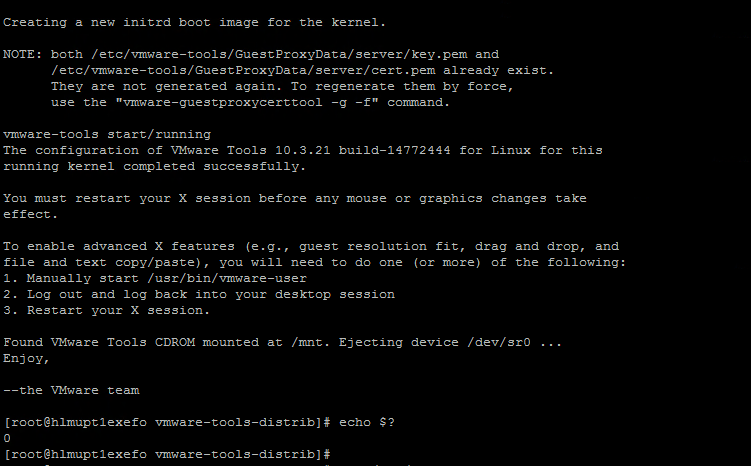 Creating a new initrd boot image for the kernel.
NOTE: both /etc/vmware-tools/GuestProxyData/server/key.pem and
/etc/vmware-tools/GuestProxyData/server/cert.pem already exist.
They are not generated again. To regenerate them by force,
use the "vmware-guestproxycerttool -g -f" command.
vmware-tools start/running
The configuration of VMware Tools 10.3.21 build-14772444 for Linux for this
running kernel completed successfully.
You must restart your X session before any mouse or graphics changes take
effect.
To enable advanced X features (e.g., guest resolution fit, drag and drop, and
file and text copy/paste), you will need to do one (or more) of the following:
1. Manually start /usr/bin/vmware-user
2. Log out and log back into your desktop session
3. Restart your X session.
Found VMware Tools CDROM mounted at /mnt. Ejecting device /dev/sr0 ...
Enjoy,
--the VMware team
[root@hlmupt1exefo vmware-tools-distrib]# echo $?
0
[root@hlmupt1exefo vmware-tools-distrib]#